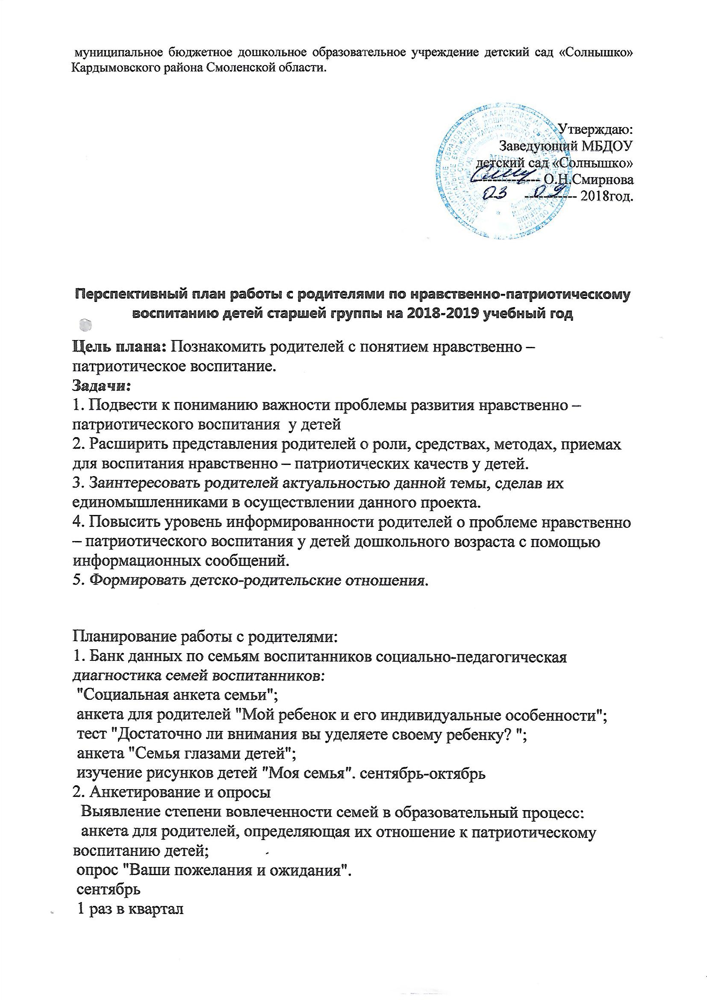 муниципальное бюджетное дошкольное образовательное учреждение детский сад «Солнышко»
Кардымовского района Смоленской области.
Утверждаю:
Заведующий МБДОУ
детский сад «Солнышко»
-------------- О.Н.Смирнова
03 09 ----------- 2018год.
Перспективный план работы с родителями по нравственно-патриотическому
воспитанию детей старшей группы на 2018-2019 учебный год
Цель плана: Познакомить родителей с понятием нравственно –
патриотическое воспитание.
Задачи:
1. Подвести к пониманию важности проблемы развития нравственно –
патриотического воспитания у детей
2. Расширить представления родителей о роли, средствах, методах, приемах
для воспитания нравственно – патриотических качеств у детей.
3. Заинтересовать родителей актуальностью данной темы, сделав их
единомышленниками в осуществлении данного проекта.
4. Повысить уровень информированности родителей о проблеме нравственно
– патриотического воспитания у детей дошкольного возраста с помощью
информационных сообщений.
5. Формировать детско-родительские отношения.
Планирование работы с родителями:
1. Банк данных по семьям воспитанников социально-педагогическая
диагностика семей воспитанников:
"Социальная анкета семьи";
анкета для родителей "Мой ребенок и его индивидуальные особенности";
тест "Достаточно ли внимания вы уделяете своему ребенку? ";
анкета "Семья глазами детей";
изучение рисунков детей "Моя семья". сентябрь-октябрь
2. Анкетирование и опросы
Выявление степени вовлеченности семей в образовательный процесс:
анкета для родителей, определяющая их отношение к патриотическому
воспитанию детей;
опрос "Ваши пожелания и ожидания".
сентябрь
1 раз в квартал